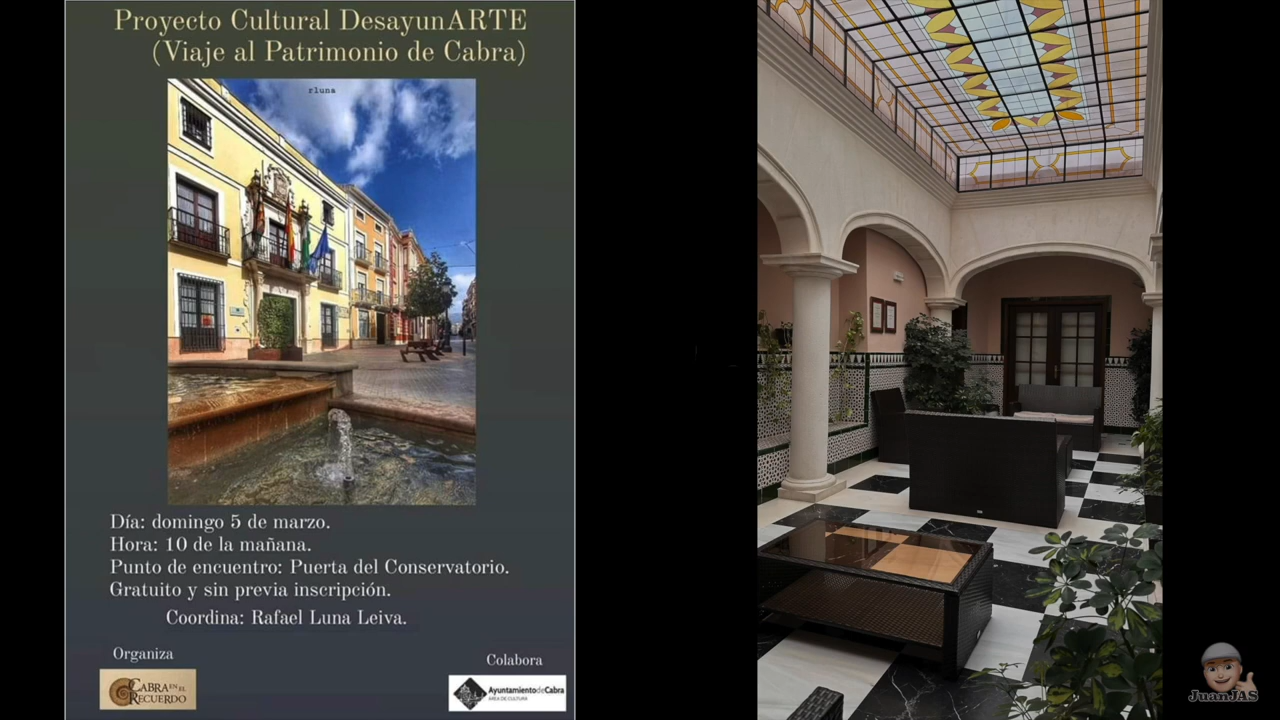 Proyecto Cultural DesayunARTE
(Viaje al Patrimonio de Cabra)
rluna
Día: domingo 5 de marzo.
Hora: 10 de la mañana.
Punto de encuentro: Puerta del Conservatorio.
Gratuito y sin previa inscripción.
Coordina: Rafael Luna Leiva.
Organiza
Colabora
CABRA EN EL
RECUERDO
Ayuntamiento de Cabra
ÁREA DE CULTURA
JuanJAS